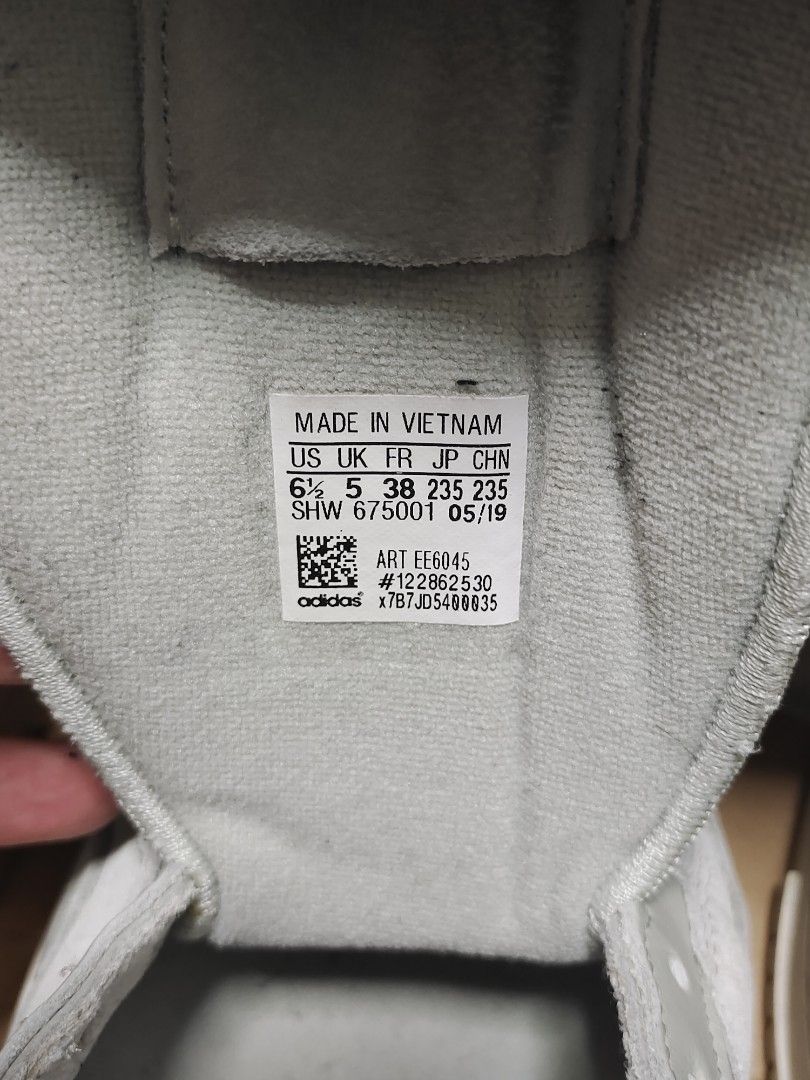 MADE IN VIETNAM
US UK FR JP CHN
6½ 5 38 235 235
SHW 675001 05/19
ART EE6045
#122862530
adidas x7B7JD5400035